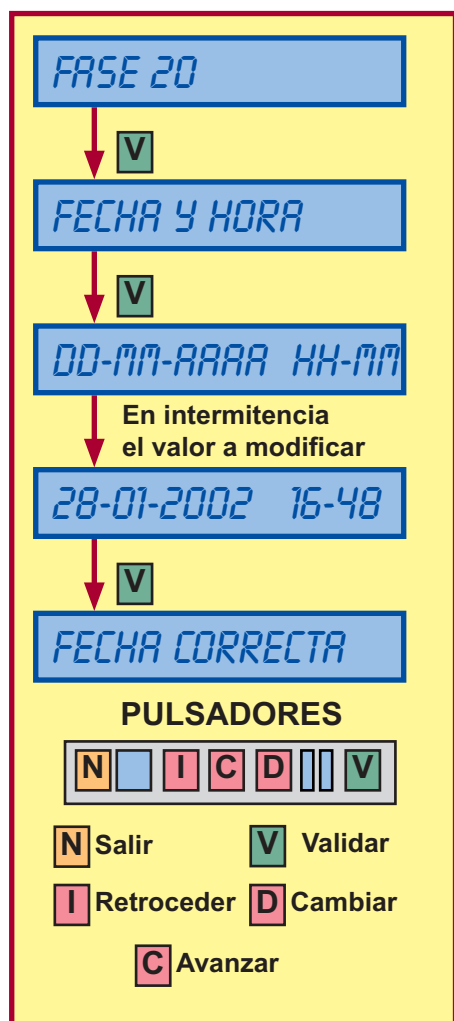 FASE 20
V
FECHA Y HORA
V
DD-MM-AAAA HH-MM
En intermitencia
el valor a modificar
28-01-2002 16-48
V
FECHA CORRECTA
PULSADORES
N I C D V
N Salir V Validar
I Retroceder D Cambiar
C Avanzar